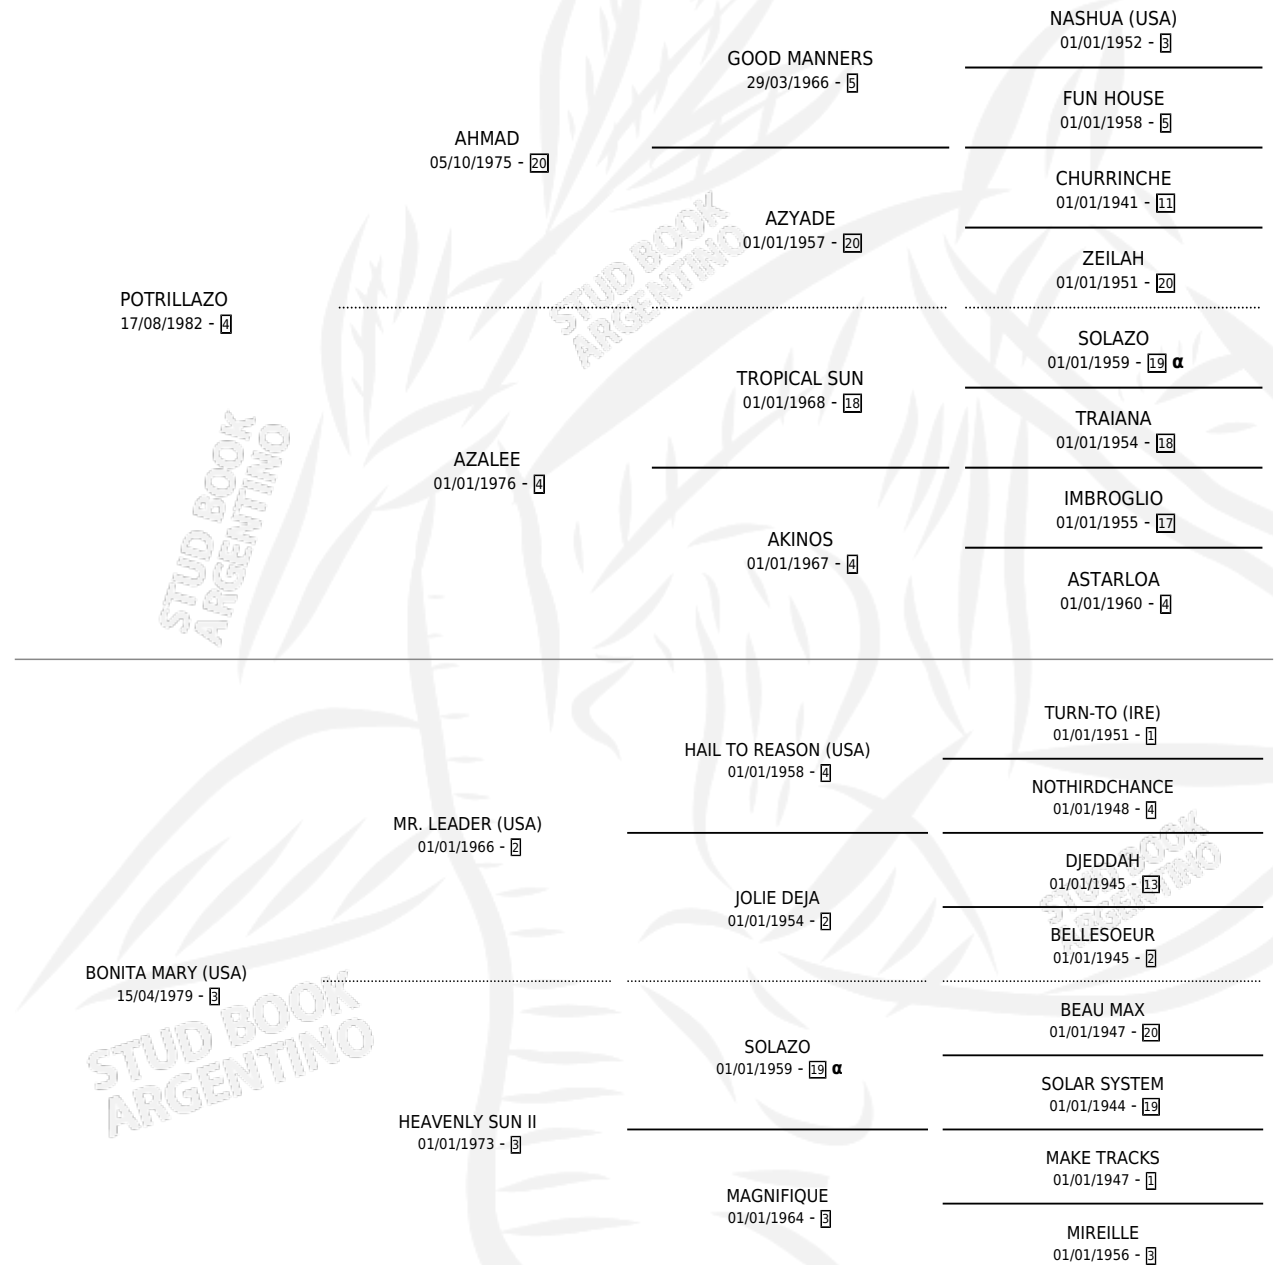 NASHUA (USA)
01/01/1952 - 3
GOOD MANNERS
29/03/1966 - 5
FUN HOUSE
01/01/1958 - 5
AHMAD
05/10/1975 - 20
CHURRINCHE
01/01/1941 - 11
AZYADE
01/01/1957 - 20
ZEILAH
01/01/1951 - 20
POTRILLAZO
17/08/1982 - 4
SOLAZO
01/01/1959 - 19 α
TROPICAL SUN
01/01/1968 - 18
TRAIANA
01/01/1954 - 18
AZALEE
01/01/1976 - 4
IMBROGLIO
01/01/1955 - 17
AKINOS
01/01/1967 - 4
ASTARLOA
01/01/1960 - 4
TURN-TO (IRE)
01/01/1951 - 1
HAIL TO REASON (USA)
01/01/1958 - 4
NOTHIRDCHANCE
01/01/1948 - 4
MR. LEADER (USA)
01/01/1966 - 2
DJEDDAH
01/01/1945 - 13
JOLIE DEJA
01/01/1954 - 2
BELLESOEUR
01/01/1945 - 2
BONITA MARY (USA)
15/04/1979 - 3
BEAU MAX
01/01/1947 - 20
SOLAZO
01/01/1959 - 19 α
SOLAR SYSTEM
01/01/1944 - 19
HEAVENLY SUN II
01/01/1973 - 3
MAKE TRACKS
01/01/1947 - 1
MAGNIFIQUE
01/01/1964 - 3
MIREILLE
01/01/1956 - 3
STUD BOOK
ARGENTINO
STUD BOOK
ARGENTINO
STUD BOOK
ARGENTINO
STUD BOOK
ARGENTINO